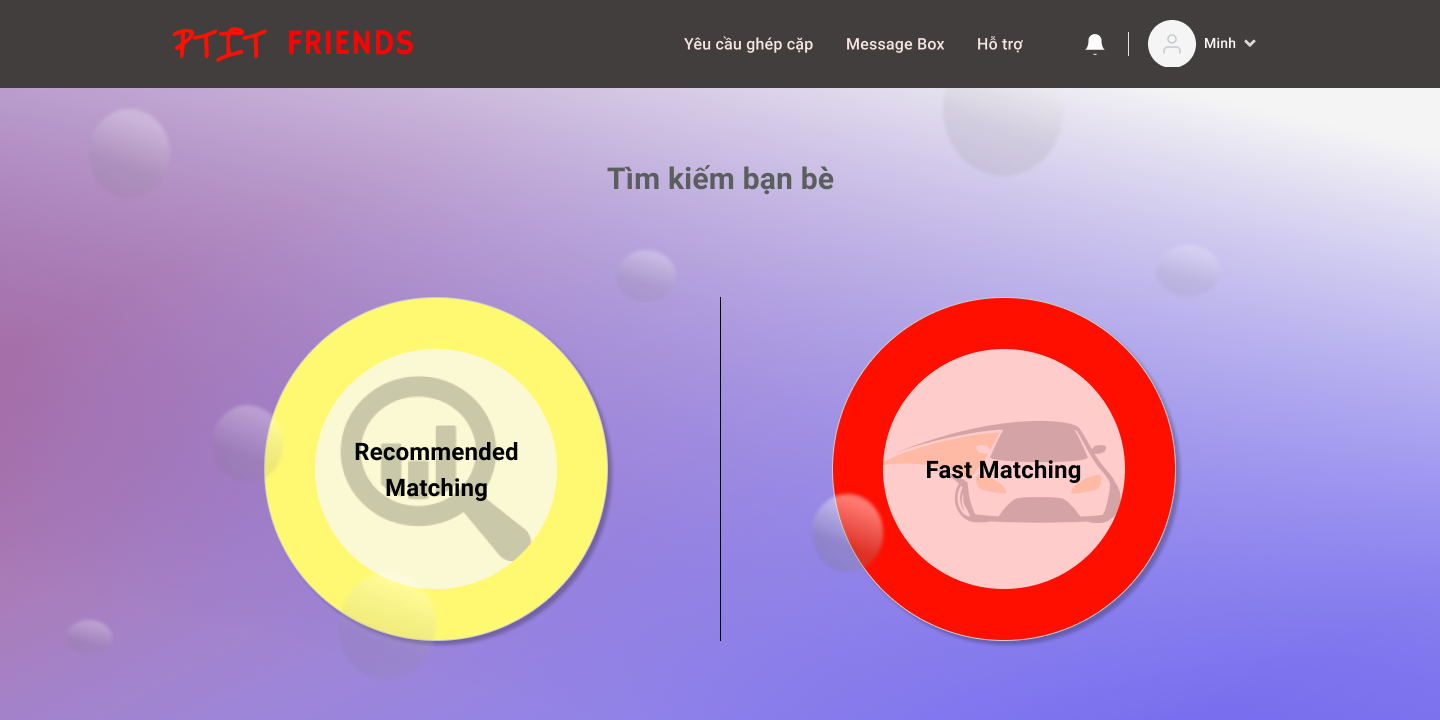 PTIT FRIENDS
Yêu cầu ghép cặp
Message Box
Hỗ trợ
Minh
Tìm kiếm bạn bè
Recommended
Matching
Fast Matching